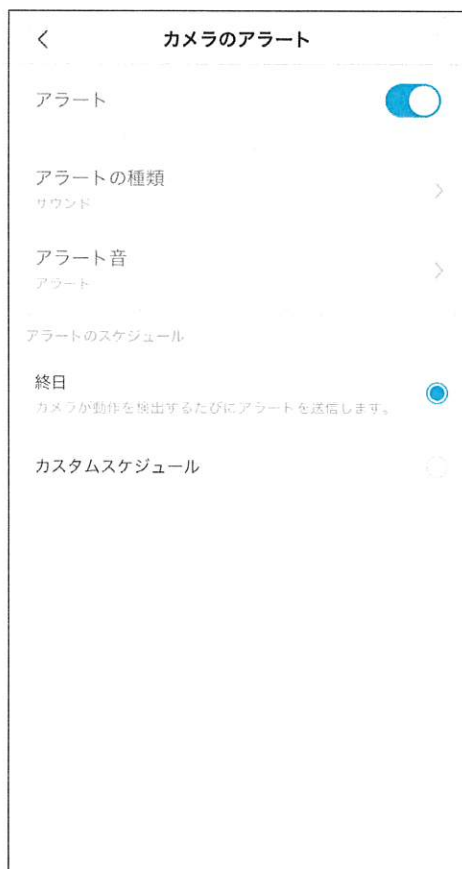 カメラのアラート
アラート
アラートの種類
サウンド
アラート音
アラート
アラートのスケジュール
終日
カメラが動作を検出するたびにアラートを送信します。
カスタムスケジュール